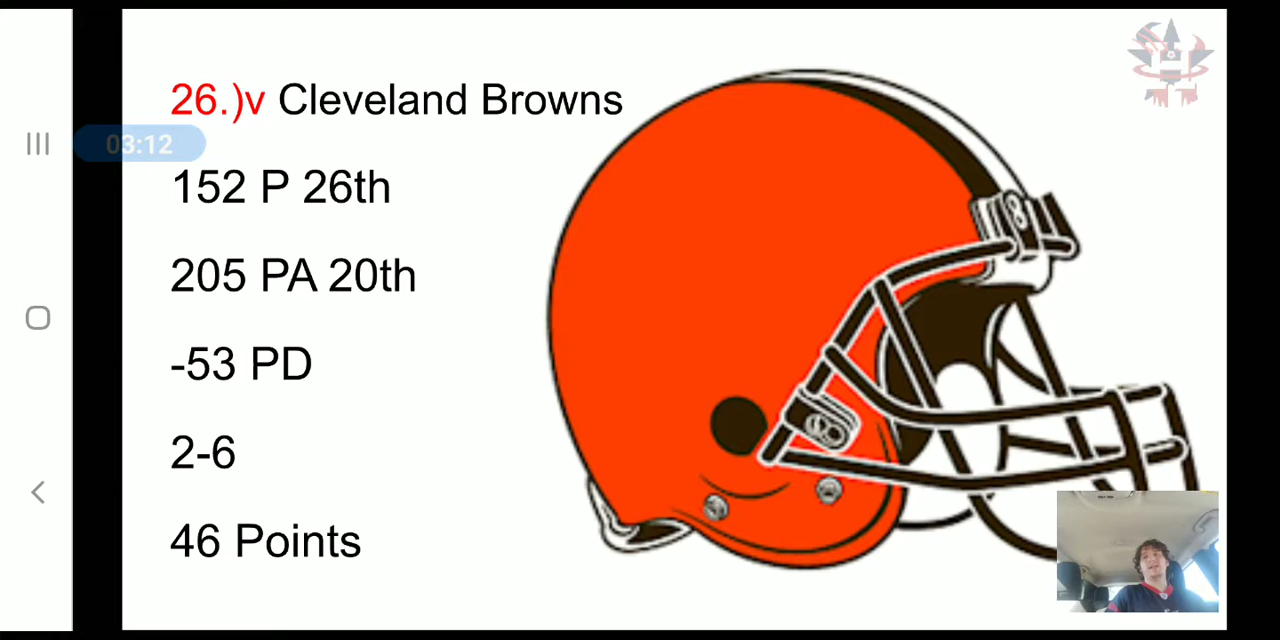 26.)v Cleveland Browns
03:12
152 P 26th
205 PA 20th
-53 PD
2-6
46 Points